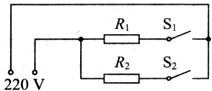 R₁ S₁
R₂ S₂
220 V